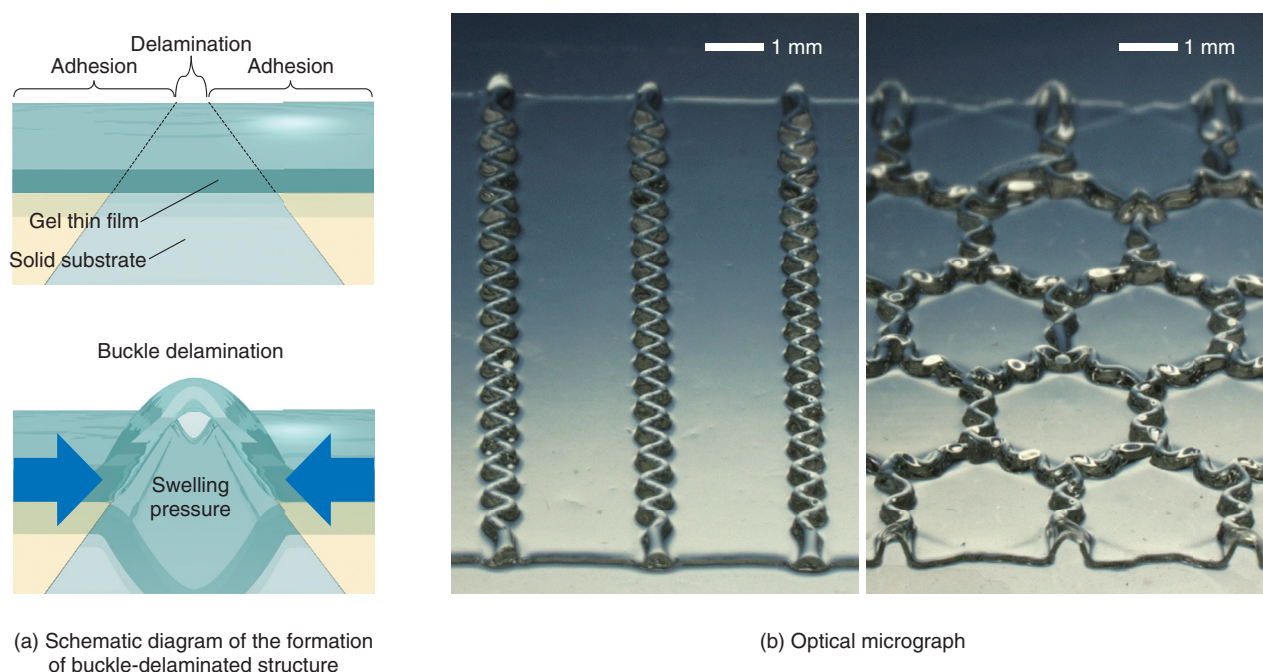 Delamination
Adhesion
Adhesion
Gel thin film
Solid substrate
Buckle delamination
Swelling
pressure
(a) Schematic diagram of the formation
of buckle-delaminated structure
1 mm
1 mm
(b) Optical micrograph